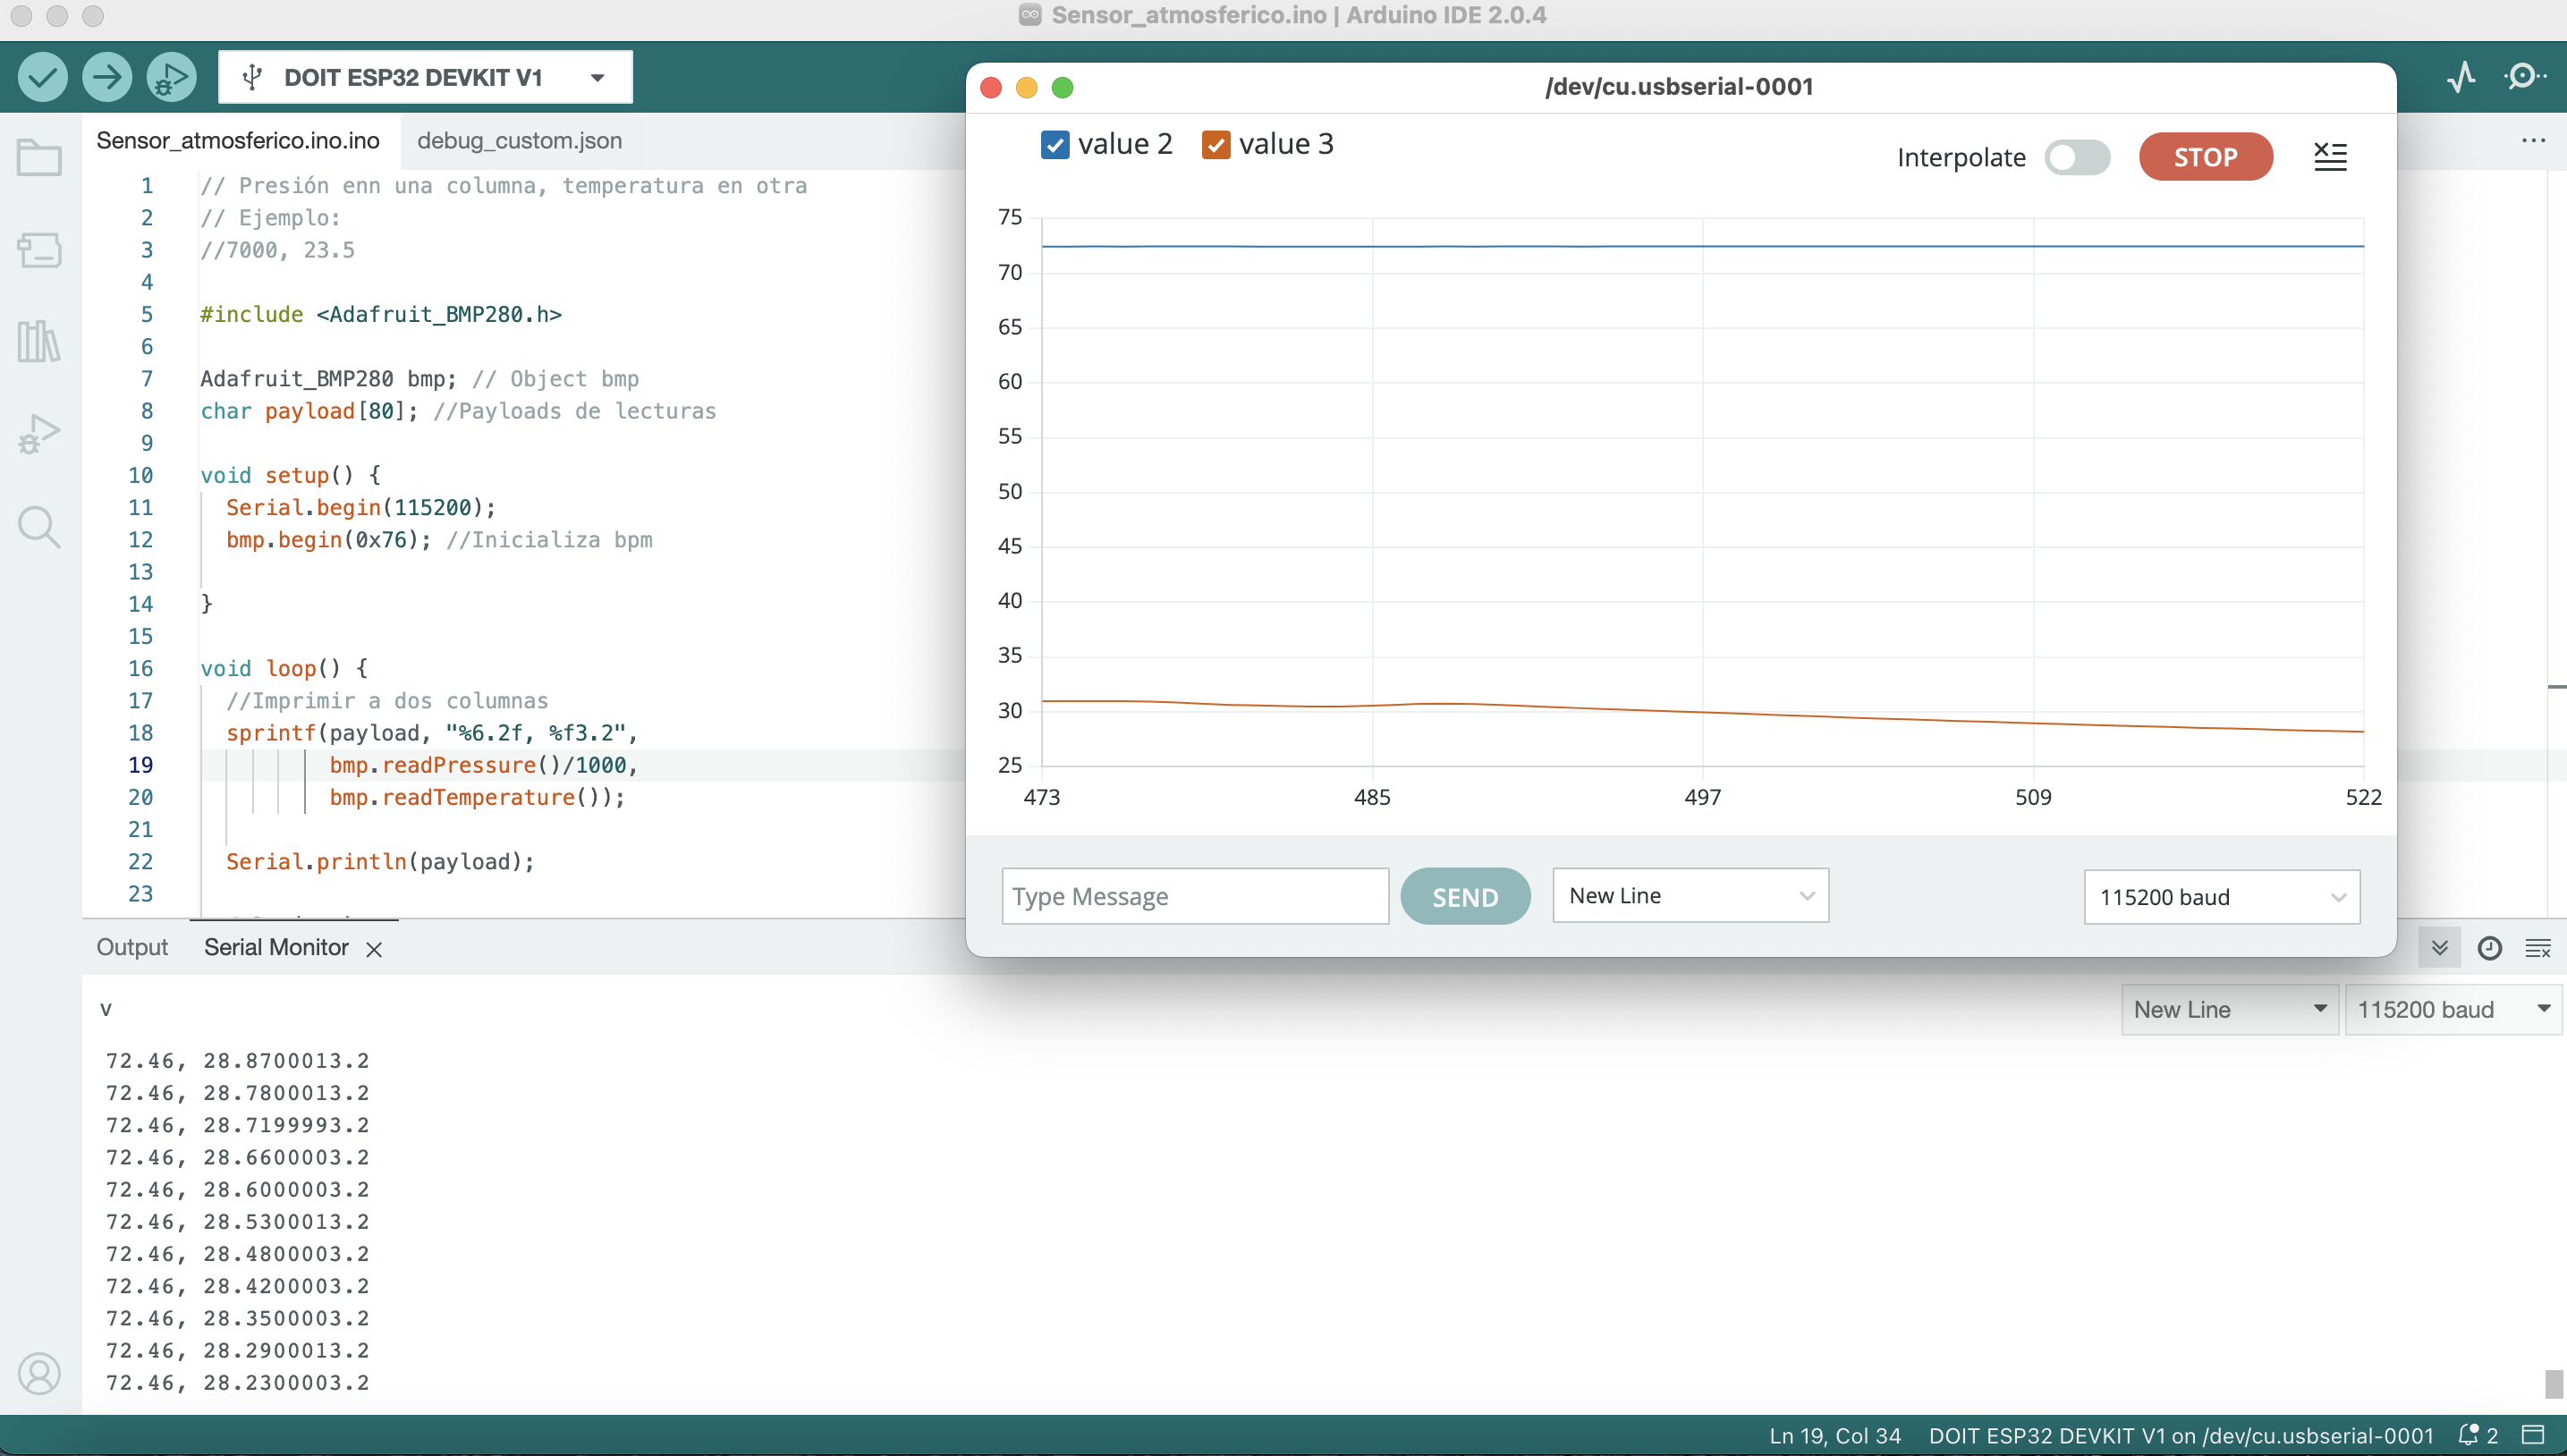 Sensor_atmosferico.ino | Arduino IDE 2.0.4
DOIT ESP32 DEVKIT V1
Sensor_atmosferico.ino.ino
debug_custom.json
1 // Presión enn una columna, temperatura en otra
2 // Ejemplo:
3 //7000, 23.5
4
5 #include <Adafruit_BMP280.h>
6
7 Adafruit_BMP280 bmp; // Object bmp
8 char payload[80]; //Payloads de lecturas
9
10 void setup() {
11 Serial.begin(115200);
12 bmp.begin(0x76); //Inicializa bpm
13
14 }
15
16 void loop() {
17 //Imprimir a dos columnas
18 sprintf(payload, "%6.2f, %f3.2",
19 bmp.readPressure()/1000,
20 bmp.readTemperature());
21
22 Serial.println(payload);
23
/dev/cu.usbserial-0001
value 2 value 3
Interpolate STOP
75
70
65
60
55
50
45
40
35
30
25
473 485 497 509 522
Type Message SEND New Line 115200 baud
Output Serial Monitor
v
New Line 115200 baud
72.46, 28.8700013.2
72.46, 28.7800013.2
72.46, 28.7199993.2
72.46, 28.6600003.2
72.46, 28.6000003.2
72.46, 28.5300013.2
72.46, 28.4800003.2
72.46, 28.4200003.2
72.46, 28.3500003.2
72.46, 28.2900013.2
72.46, 28.2300003.2
Ln 19, Col 34 DOIT ESP32 DEVKIT V1 on /dev/cu.usbserial-0001 2